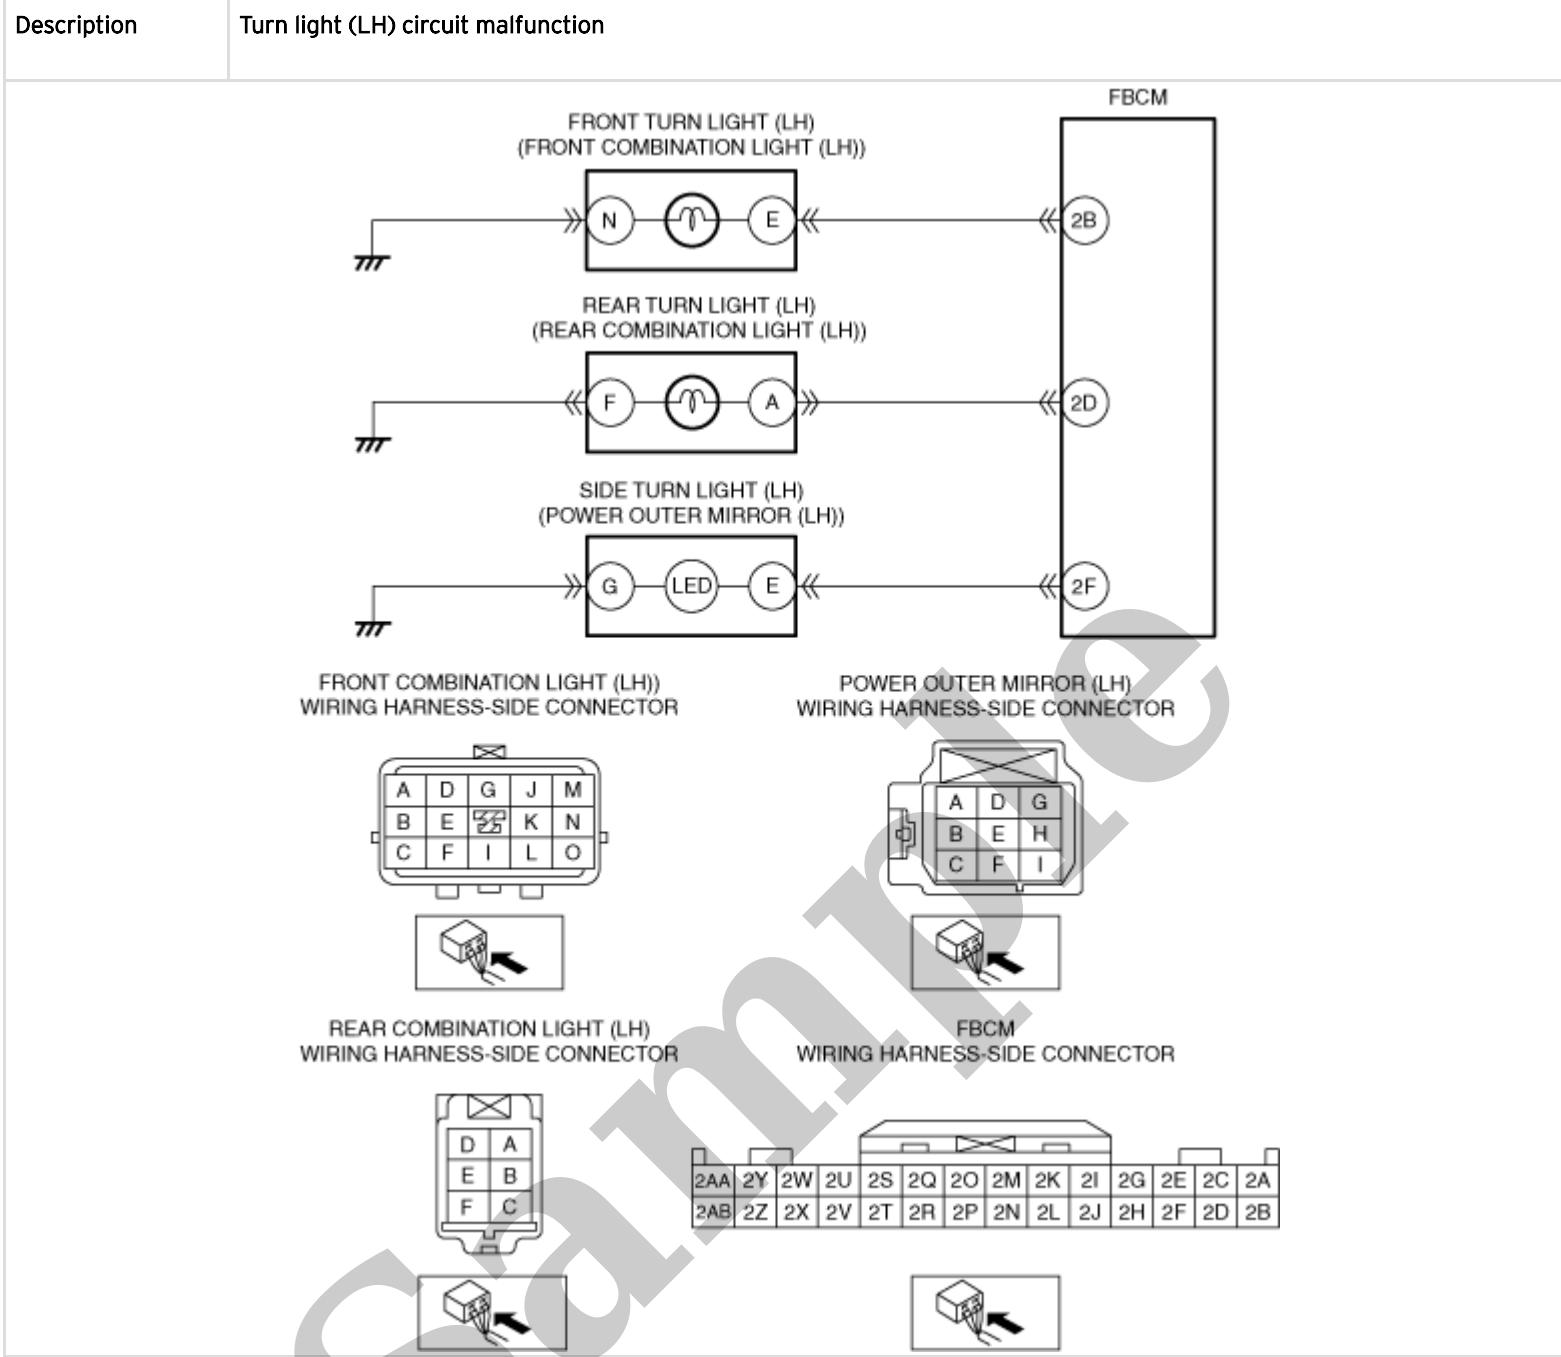 Description Turn light (LH) circuit malfunction
FBCM
FRONT TURN LIGHT (LH)
(FRONT COMBINATION LIGHT (LH))
N E 2B
REAR TURN LIGHT (LH)
(REAR COMBINATION LIGHT (LH))
F A 2D
SIDE TURN LIGHT (LH)
(POWER OUTER MIRROR (LH))
G LED E 2F
FRONT COMBINATION LIGHT (LH))
WIRING HARNESS-SIDE CONNECTOR
A D G J M
B E K N
C F I L O
POWER OUTER MIRROR (LH)
WIRING HARNESS-SIDE CONNECTOR
A D G
B E H
C F I
REAR COMBINATION LIGHT (LH)
WIRING HARNESS-SIDE CONNECTOR
D A
E B
F C
FBCM
WIRING HARNESS-SIDE CONNECTOR
2AA 2Y 2W 2U 2S 2Q 2O 2M 2K 2I 2G 2E 2C 2A
2AB 2Z 2X 2V 2T 2R 2P 2N 2L 2J 2H 2F 2D 2B
Sample